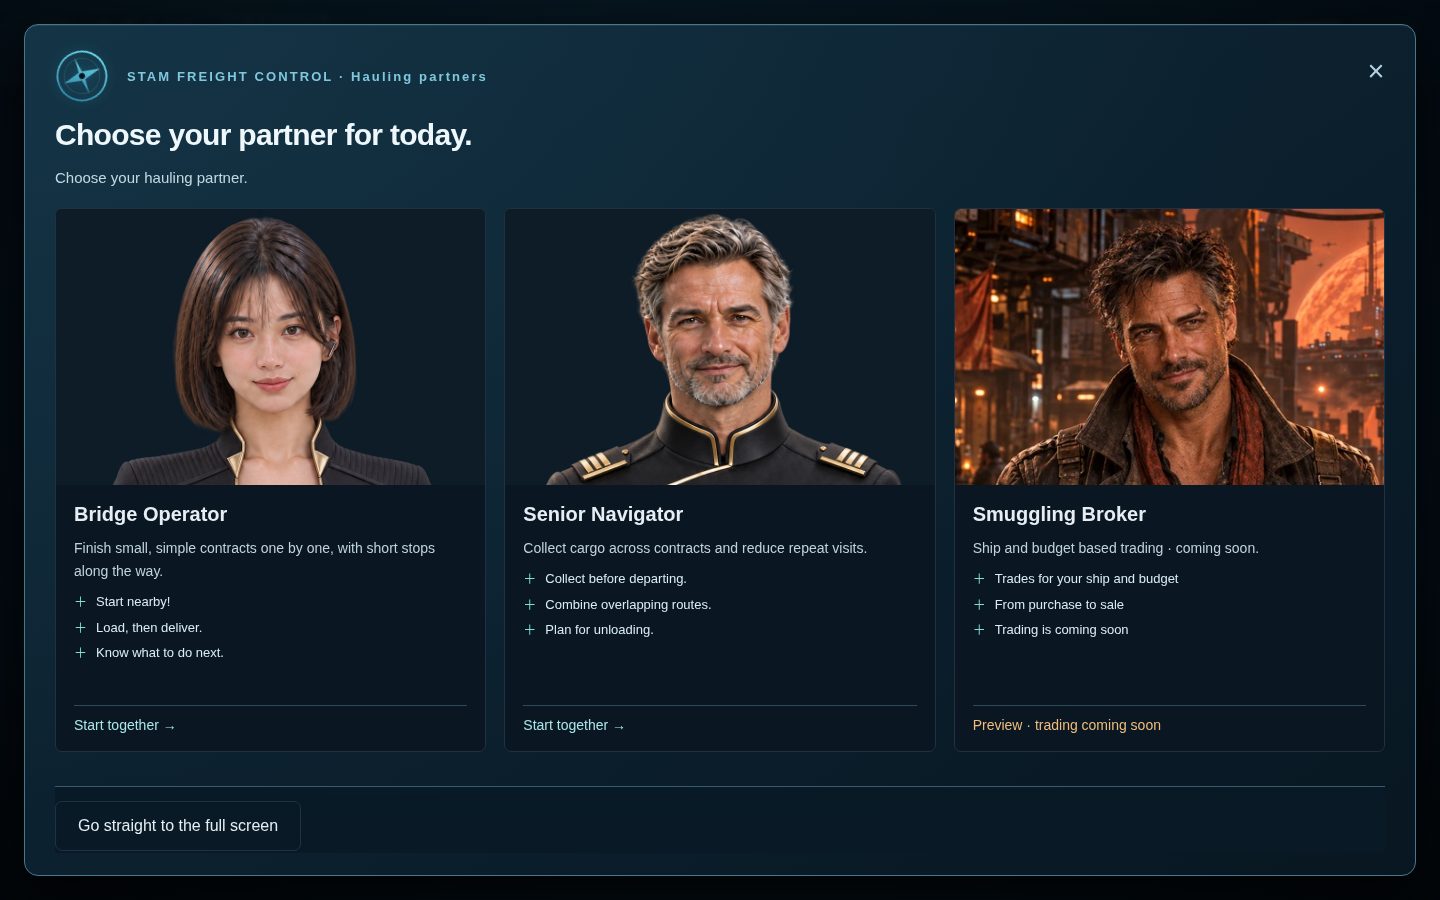 STAM FREIGHT CONTROL · Hauling partners
×
Choose your partner for today.
Choose your hauling partner.
Bridge Operator
Finish small, simple contracts one by one, with short stops
along the way.
+ Start nearby!
+ Load, then deliver.
+ Know what to do next.
Start together →
Senior Navigator
Collect cargo across contracts and reduce repeat visits.
+ Collect before departing.
+ Combine overlapping routes.
+ Plan for unloading.
Start together →
Smuggling Broker
Ship and budget based trading · coming soon.
+ Trades for your ship and budget
+ From purchase to sale
+ Trading is coming soon
Preview · trading coming soon
Go straight to the full screen